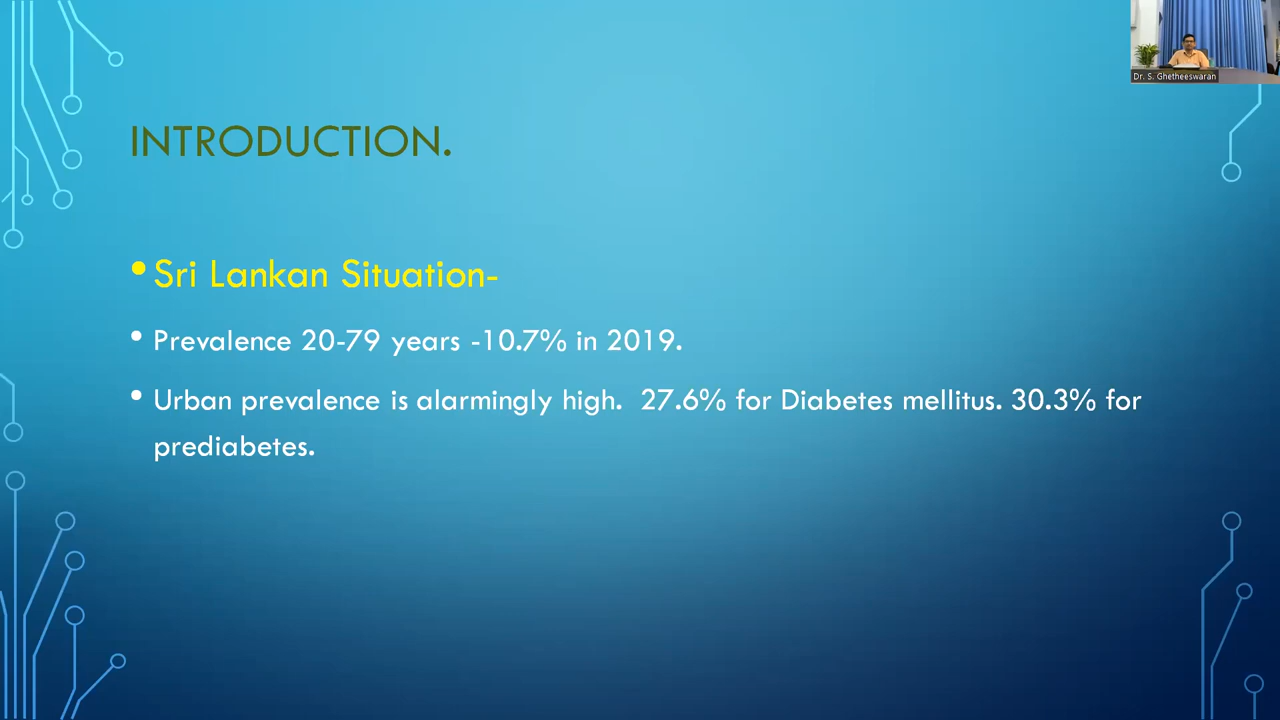 Dr. S. Ghetheeswaran
INTRODUCTION.
•Sri Lankan Situation-
• Prevalence 20-79 years -10.7% in 2019.
• Urban prevalence is alarmingly high.  27.6% for Diabetes mellitus. 30.3% for
prediabetes.